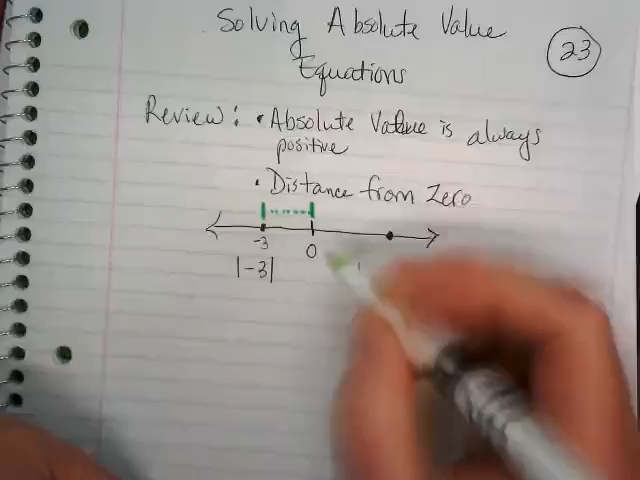 Solving Absolute Value
Equations
23
Review: • Absolute Value is always
positive
• Distance from Zero
-3
0
|-3|